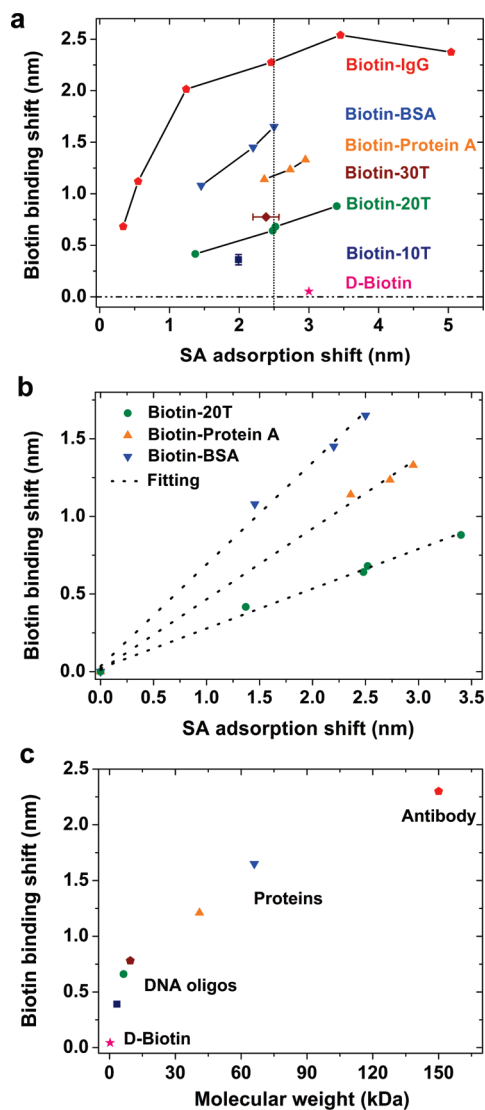 a
Biotin binding shift (nm)
2.5
2.0
1.5
1.0
0.5
0.0
Biotin-IgG
Biotin-BSA
Biotin-Protein A
Biotin-30T
Biotin-20T
Biotin-10T
D-Biotin
0 1 2 3 4 5
SA adsorption shift (nm)
b
Biotin binding shift (nm)
1.5
1.0
0.5
0.0
Biotin-20T
Biotin-Protein A
Biotin-BSA
Fitting
0.0 0.5 1.0 1.5 2.0 2.5 3.0 3.5
SA adsorption shift (nm)
c
Biotin binding shift (nm)
2.5
2.0
1.5
1.0
0.5
0.0
Antibody
Proteins
DNA oligos
D-Biotin
0 30 60 90 120 150
Molecular weight (kDa)